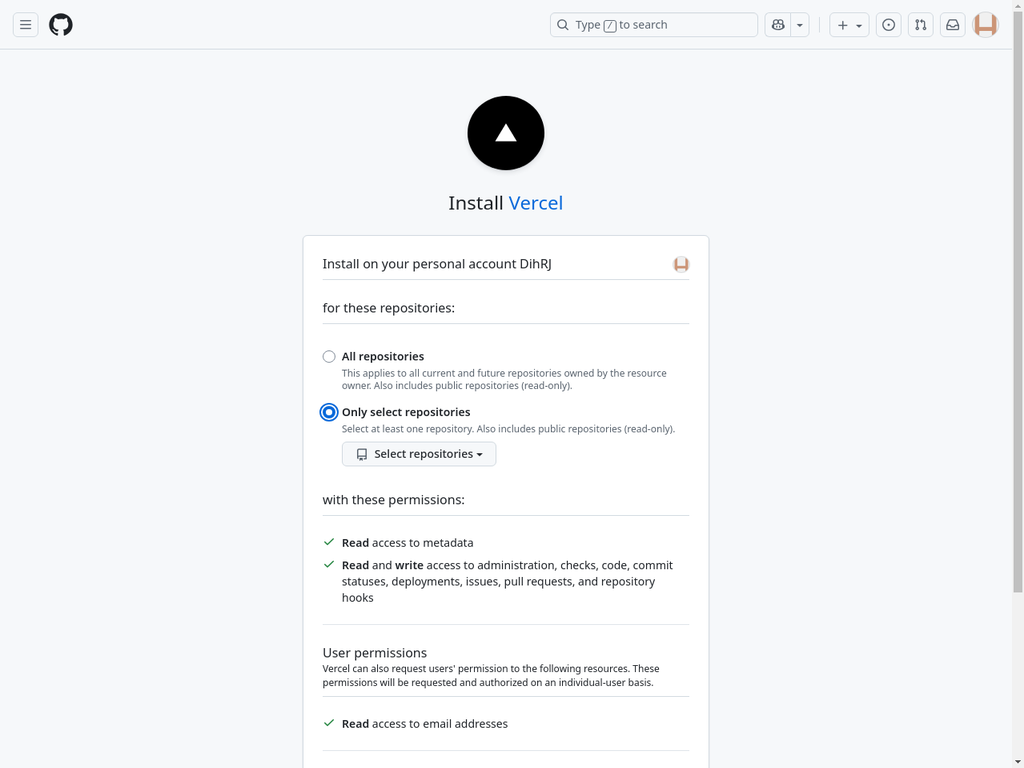 Type / to search
Install Vercel
Install on your personal account DihRJ
for these repositories:
All repositories
This applies to all current and future repositories owned by the resource
owner. Also includes public repositories (read-only).
Only select repositories
Select at least one repository. Also includes public repositories (read-only).
Select repositories
with these permissions:
Read access to metadata
Read and write access to administration, checks, code, commit
statuses, deployments, issues, pull requests, and repository
hooks
User permissions
Vercel can also request users' permission to the following resources. These
permissions will be requested and authorized on an individual-user basis.
Read access to email addresses